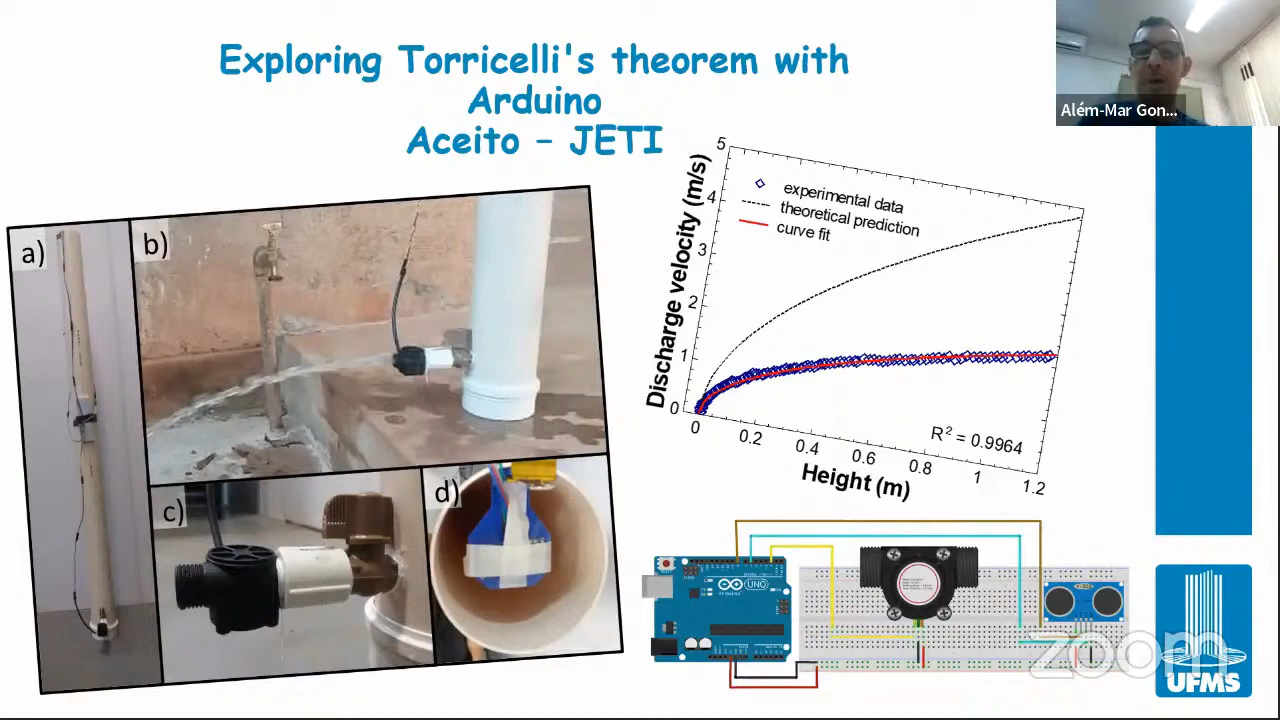 Exploring Torricelli's theorem with
Arduino
Aceito – JETI
Além-Mar Gon...
a)
b)
c)
d)
5
4
3
2
1
0
Discharge velocity (m/s)
experimental data
theoretical prediction
curve fit
R² = 0.9964
0
0.2
0.4
0.6
0.8
1
1.2
Height (m)
UNO
zoom
UFMS